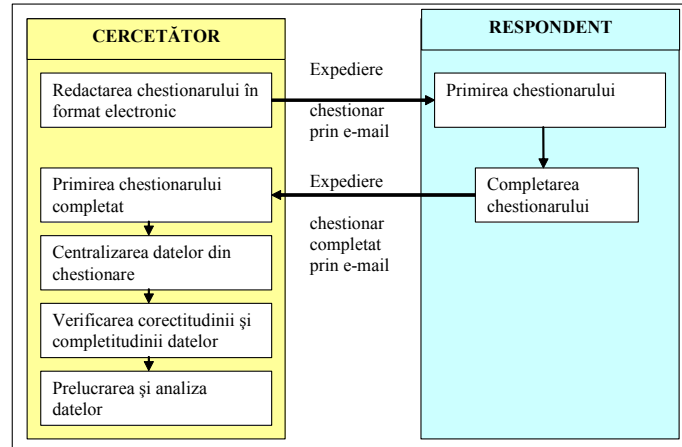 CERCETĂTOR
RESPONDENT
Redactarea chestionarului în
format electronic
Expediere
chestionar
prin e-mail
Primirea chestionarului
Primirea chestionarului
completat
Expediere
chestionar
completat
prin e-mail
Completarea
chestionarului
Centralizarea datelor din
chestionare
Verificarea corectitudinii şi
completitudinii datelor
Prelucrarea şi analiza
datelor